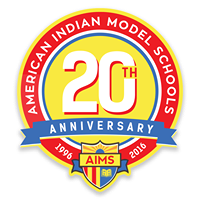 AMERICAN INDIAN MODEL SCHOOLS
20TH
ANNIVERSARY
1996 2016
AIMS